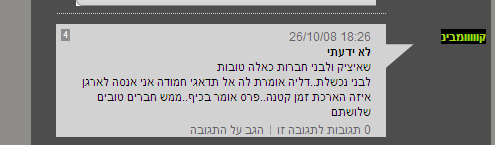 קווווומבינ
4
26/10/08 18:26
לא ידעתי
שאיציק ולבני חברות כאלה טובות
לבני נכשלת..דליה אומרת לה אל תדאגי חמודה אני אנסה לארגן
איזה הארכת זמן קטנה..פרס אומר בכיף..ממש חברים טובים
שלושתם
0 תגובות לתגובה זו | הגב על התגובה